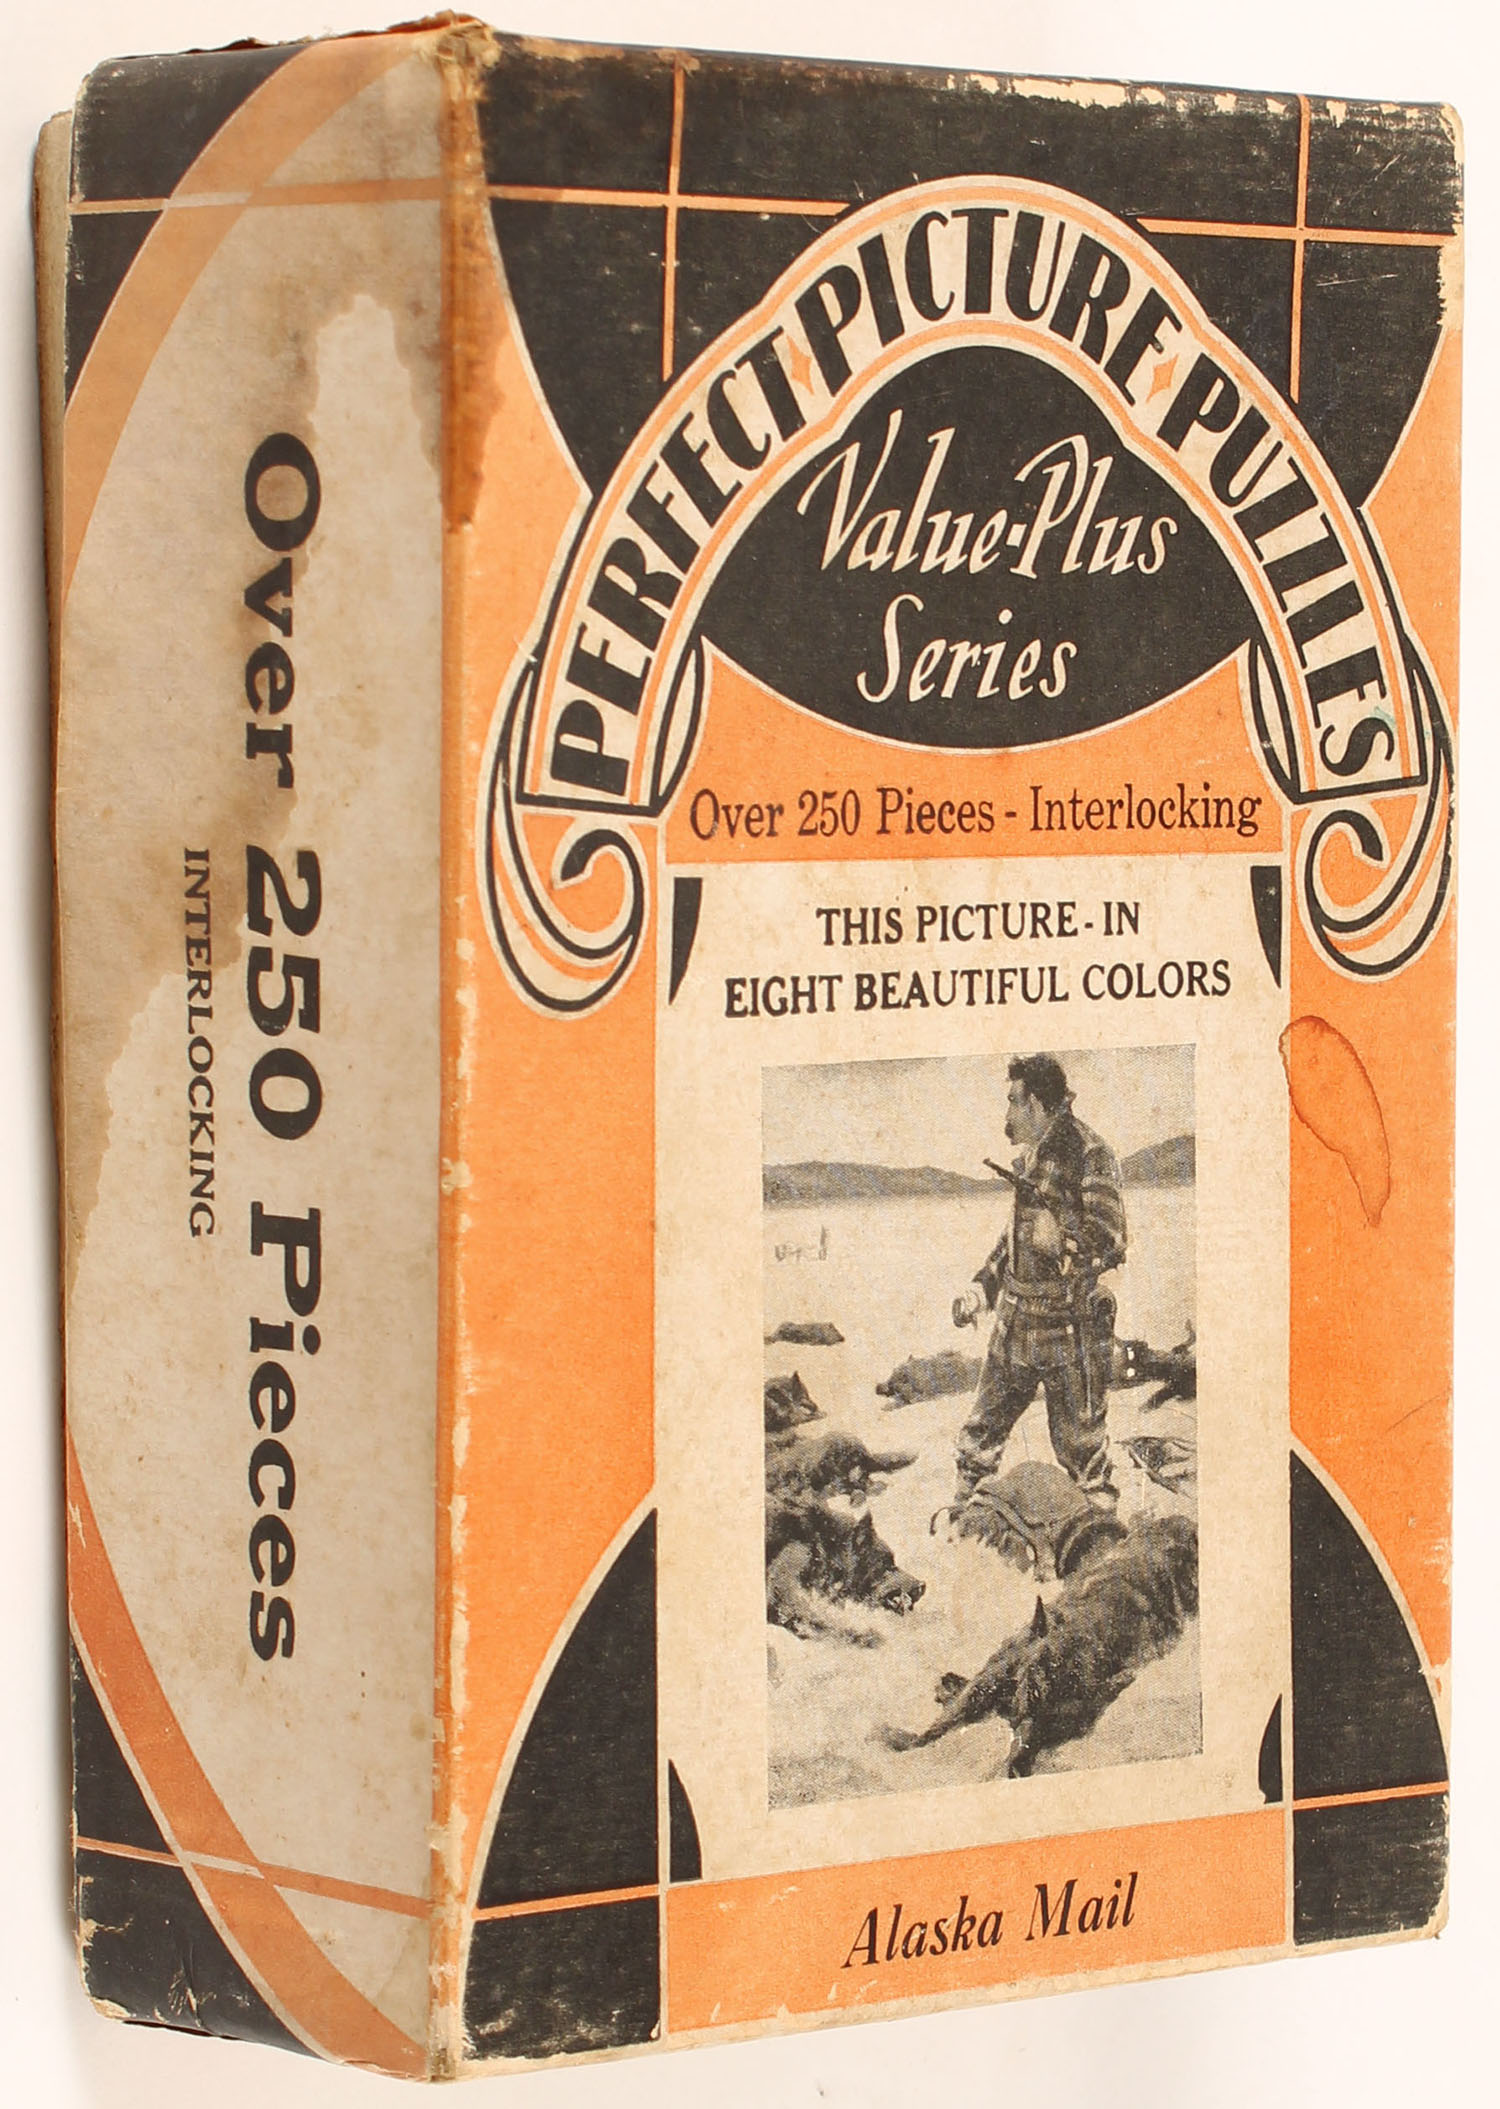 PERFECT PICTURE PUZZLES
Value-Plus
Series
Over 250 Pieces - Interlocking
THIS PICTURE - IN
EIGHT BEAUTIFUL COLORS
Alaska Mail
Over 250 Pieces
INTERLOCKING